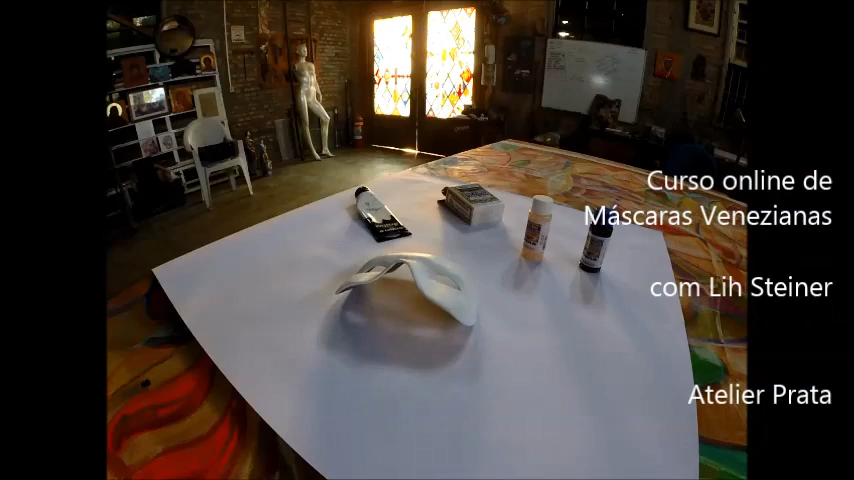 Curso online de
Máscaras Venezianas
com Lih Steiner
Atelier Prata